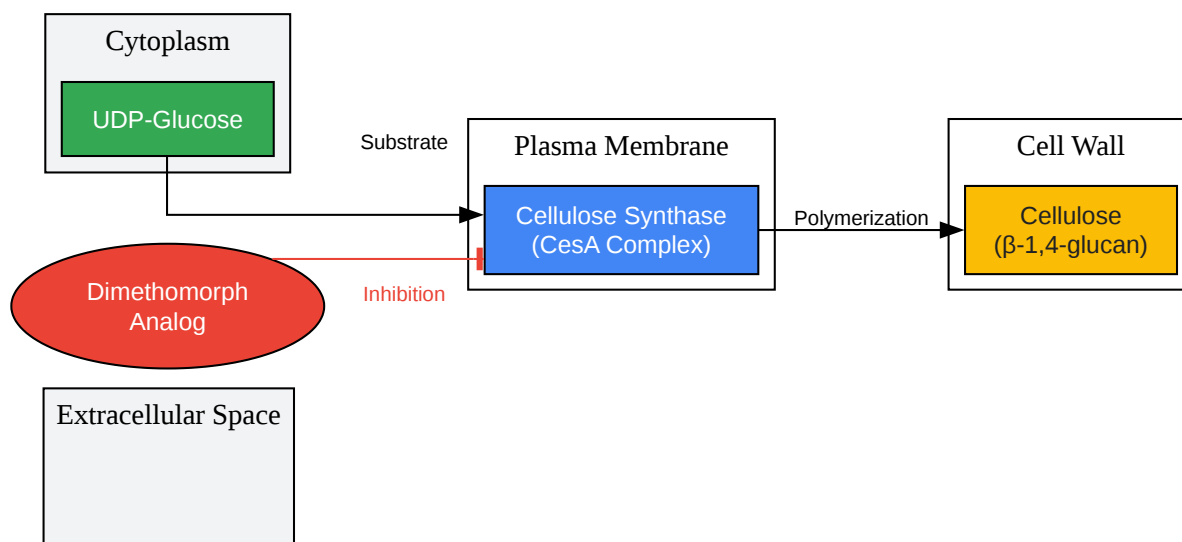 Cytoplasm
UDP-Glucose
Substrate
Plasma Membrane
Cellulose Synthase
(CesA Complex)
Polymerization
Cell Wall
Cellulose
(β-1,4-glucan)
Dimethomorph
Analog
Inhibition
Extracellular Space